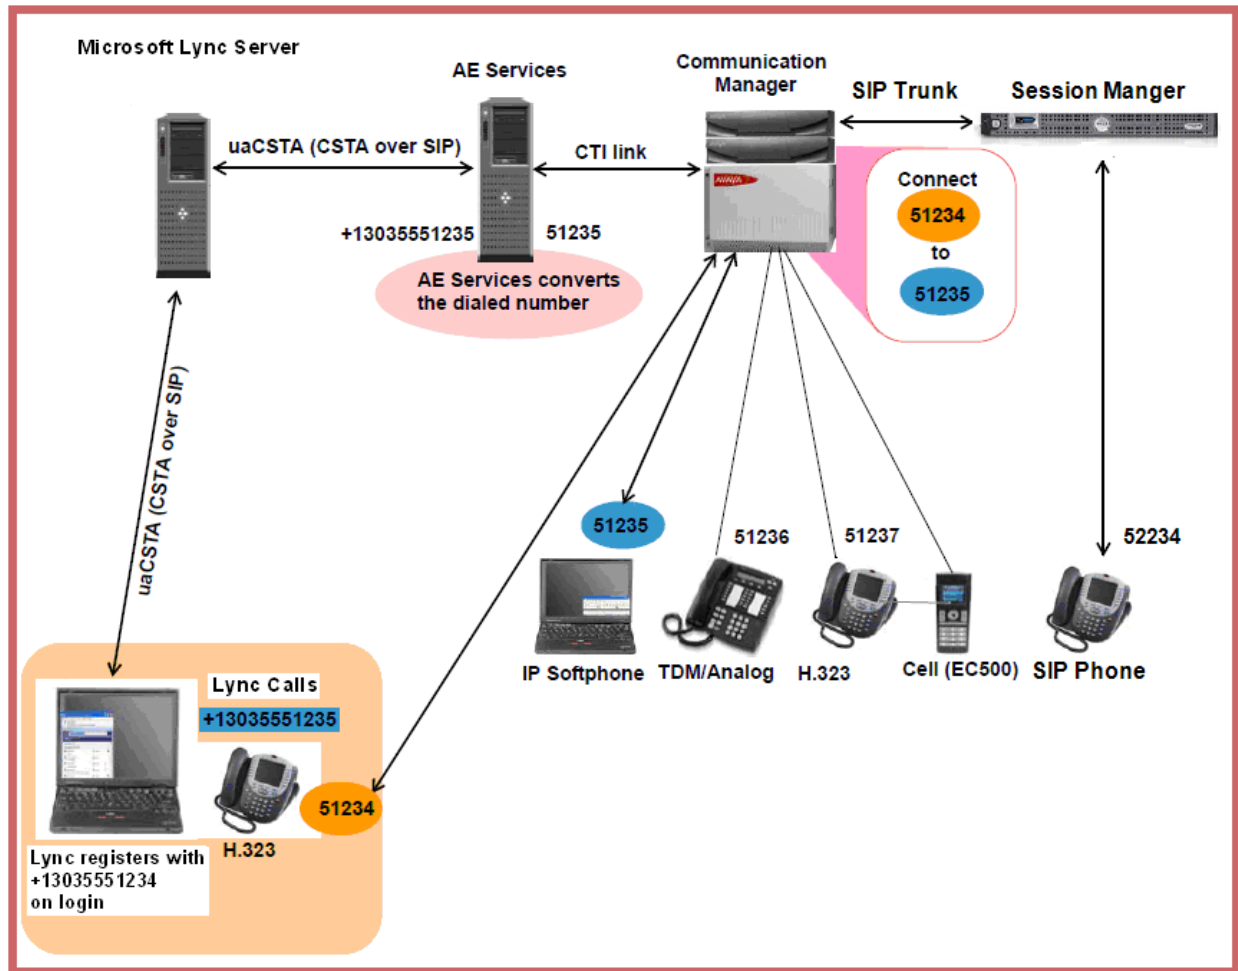 Microsoft Lync Server
AE Services
Communication
Manager
SIP Trunk
Session Manger
uaCSTA (CSTA over SIP)
CTI link
AVAYA
Connect
51234
to
51235
+13035551235
51235
AE Services converts
the dialed number
uaCSTA (CSTA over SIP)
51235
51236
51237
52234
IP Softphone
TDM/Analog
H.323
Cell (EC500)
SIP Phone
Lync Calls
+13035551235
51234
H.323
Lync registers with
+13035551234
on login